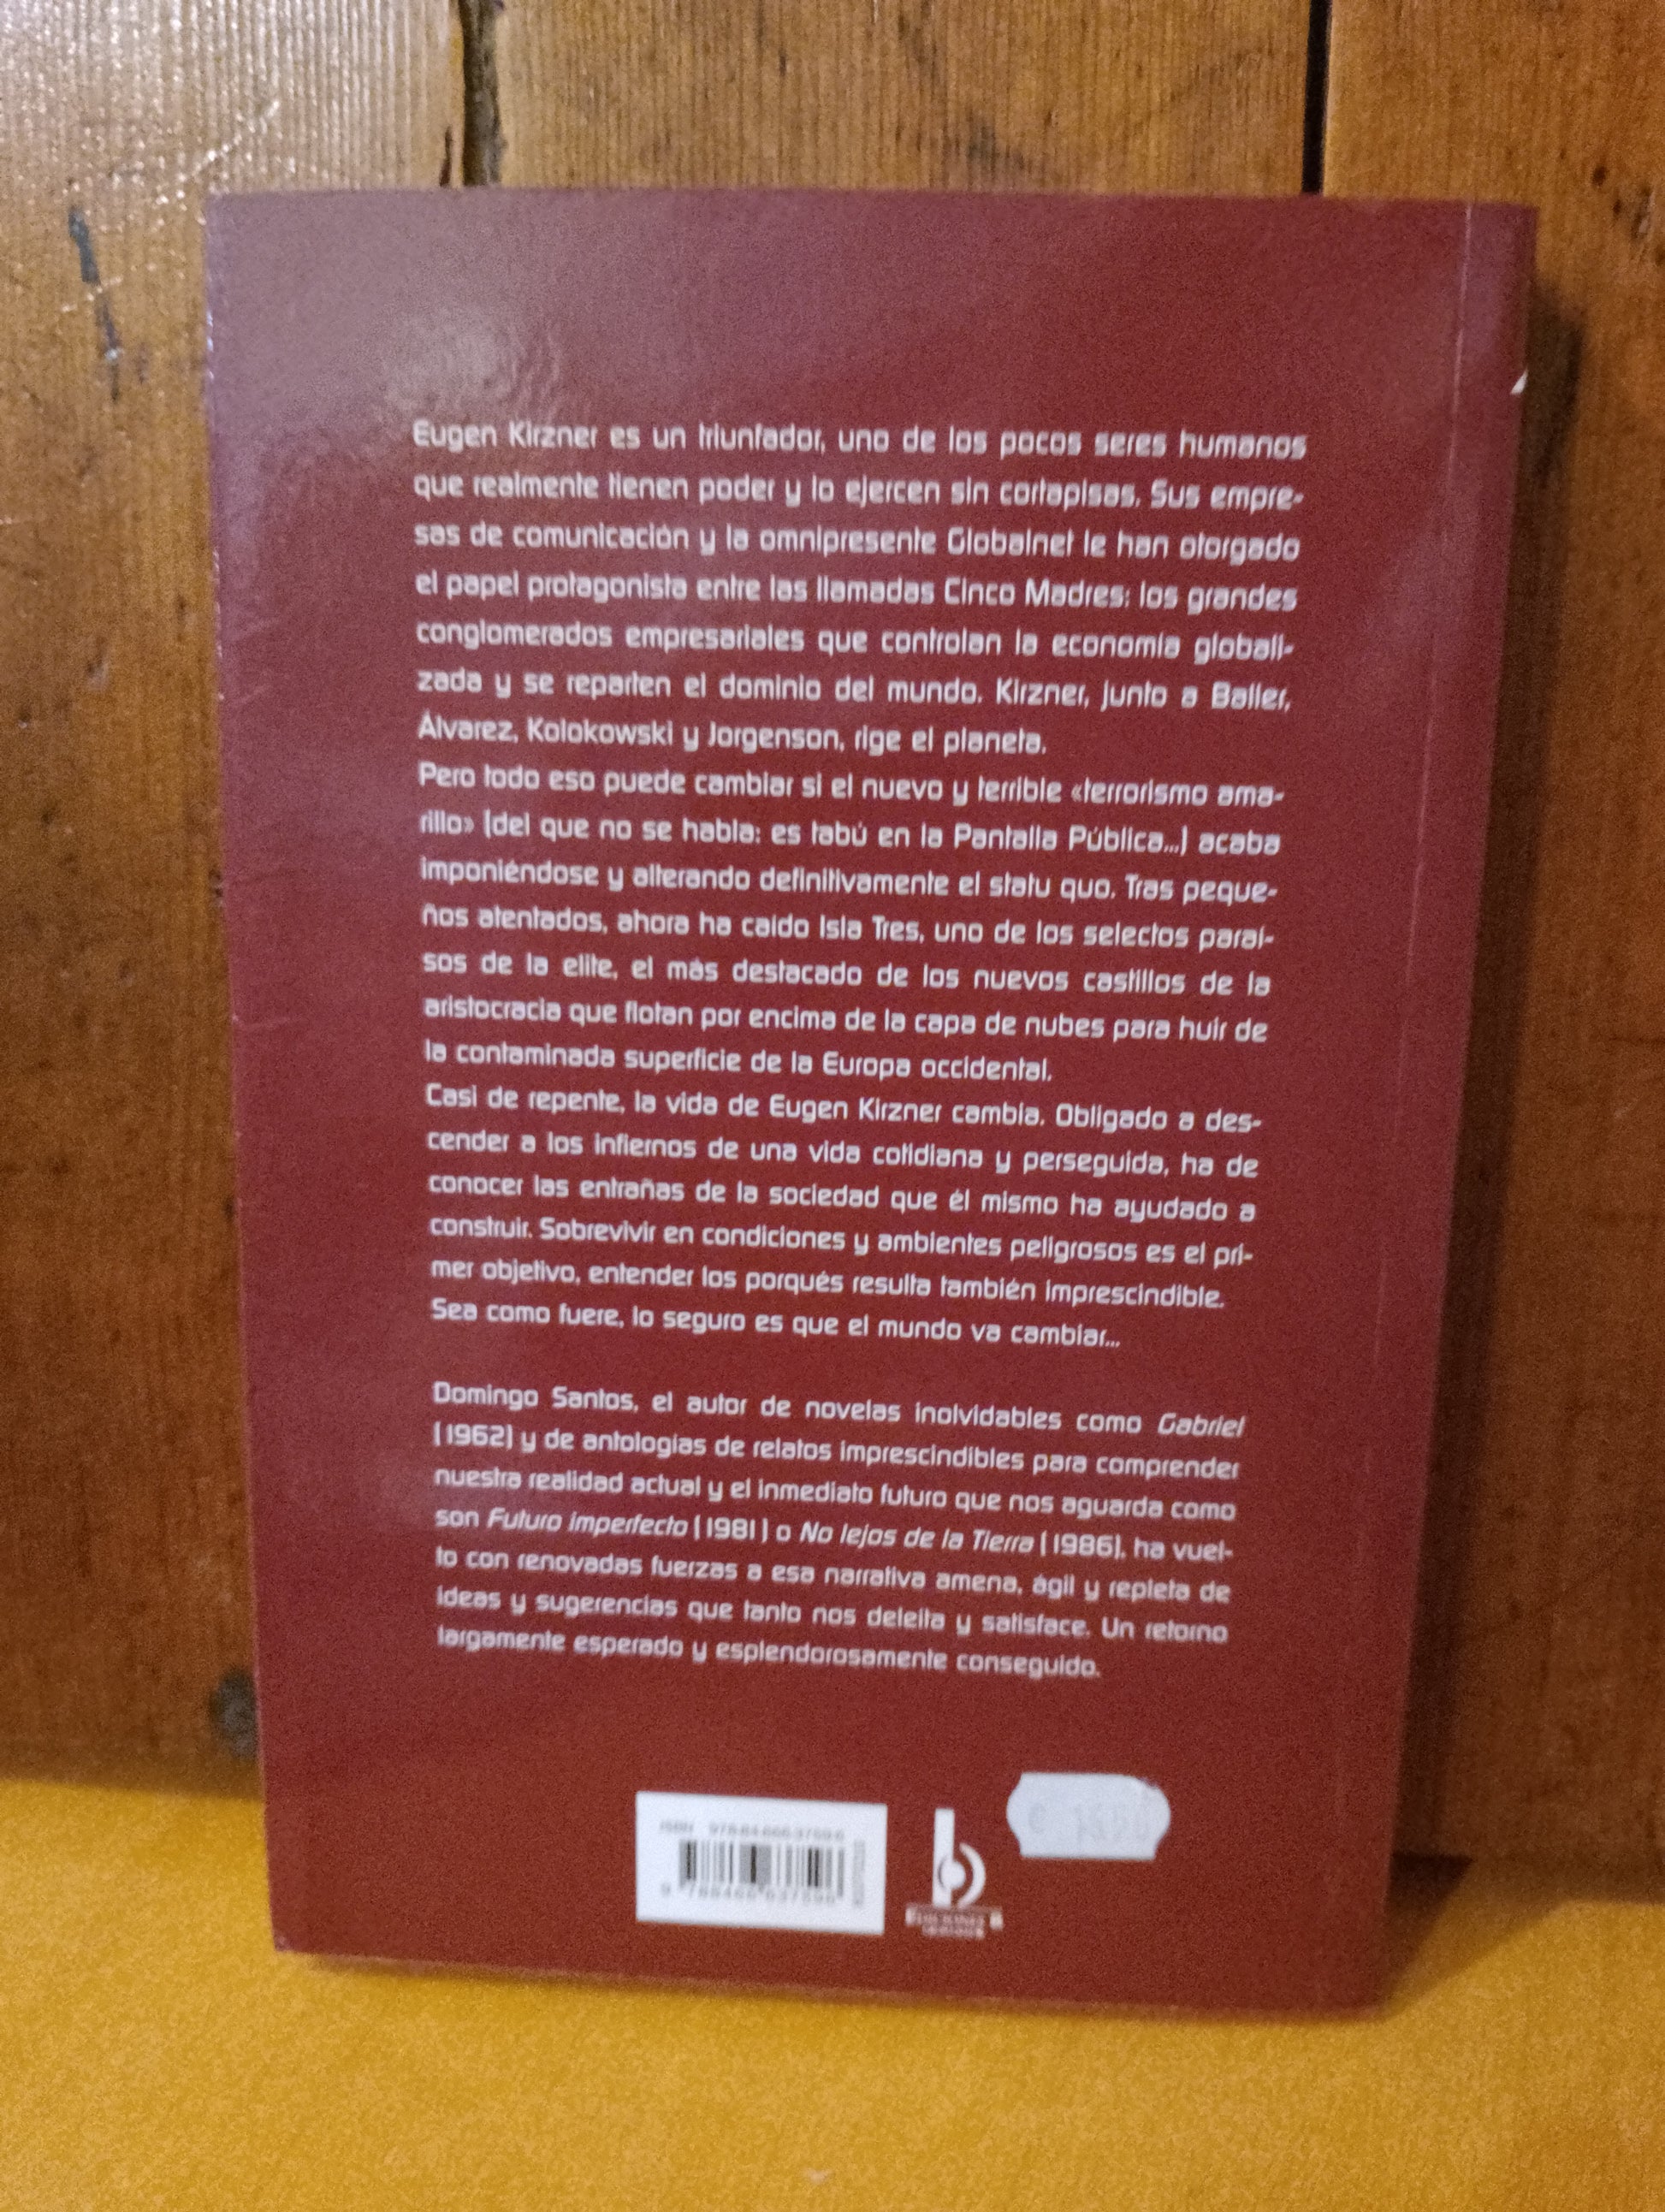 Eugen Kirzner es un triunfador, uno de los pocos seres humanos
que realmente tienen poder y lo ejercen sin cortapisas. Sus empre-
sas de comunicación y la omnipresente Globalnet le han otorgado
el papel protagonista entre las llamadas Cinco Madres: los grandes
conglomerados empresariales que controlan la economía globali-
zada y se reparten el dominio del mundo. Kirzner, junto a Bailer,
Álvarez, Kolokowski y Jorgenson, rige el planeta.
Pero todo eso puede cambiar si el nuevo y terrible «terrorismo ama-
rillo» (del que no se habla: es tabú en la Pantalla Pública...) acaba
imponiéndose y alterando definitivamente el statu quo. Tras peque-
ños atentados, ahora ha caído Isla Tres, uno de los selectos paraí-
sos de la elite, el más destacado de los nuevos castillos de la
aristocracia que flotan por encima de la capa de nubes para huir de
la contaminada superficie de la Europa occidental.
Casi de repente, la vida de Eugen Kirzner cambia. Obligado a des-
cender a los infiernos de una vida cotidiana y perseguida, ha de
conocer las entrañas de la sociedad que él mismo ha ayudado a
construir. Sobrevivir en condiciones y ambientes peligrosos es el pri-
mer objetivo, entender los porqués resulta también imprescindible.
Sea como fuere, lo seguro es que el mundo va cambiar...
Domingo Santos, el autor de novelas inolvidables como Gabriel
(1962) y de antologías de relatos imprescindibles para comprender
nuestra realidad actual y el inmediato futuro que nos aguarda como
son Futuro imperfecto (1981) o No lejos de la Tierra (1986), ha vuel-
to con renovadas fuerzas a esa narrativa amena, ágil y repleta de
ideas y sugerencias que tanto nos deleita y satisface. Un retorno
largamente esperado y esplendorosamente conseguido.
ISBN
b
EDICIONES B